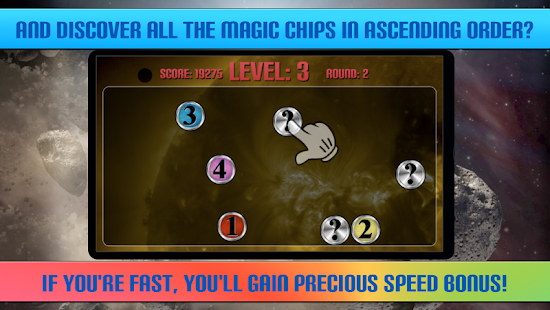 AND DISCOVER ALL THE MAGIC CHIPS IN ASCENDING ORDER?
SCORE: 19275 LEVEL: 3 ROUND: 2
3
?
4
?
1
? 2
IF YOU'RE FAST, YOU'LL GAIN PRECIOUS SPEED BONUS!